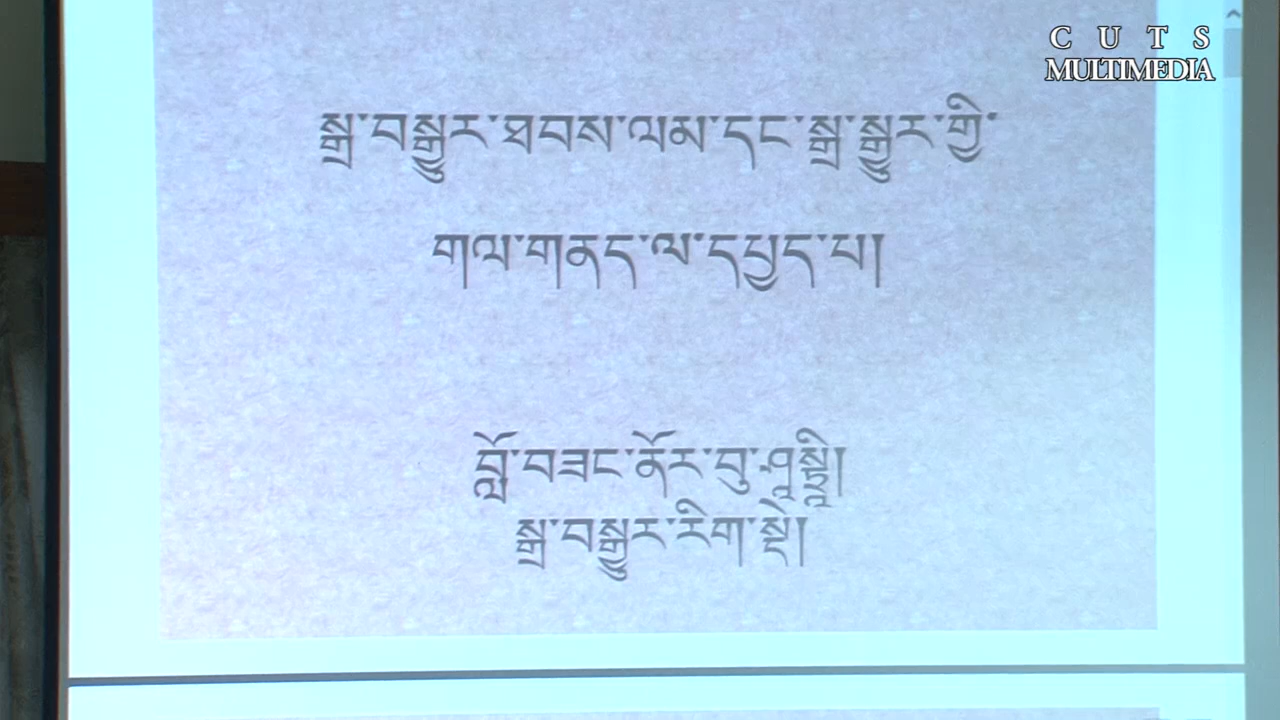 C U T S
MULTIMEDIA
སྒྲ་བསྒྱུར་ཐབས་ལམ་དང་སྒྲ་སྒྱུར་གྱི་
གལ་གནད་ལ་དཔྱད་པ།
བློ་བཟང་ནོར་བུ་ཤཱསྟྲི།
སྒྲ་བསྒྱུར་རིག་སྡེ།